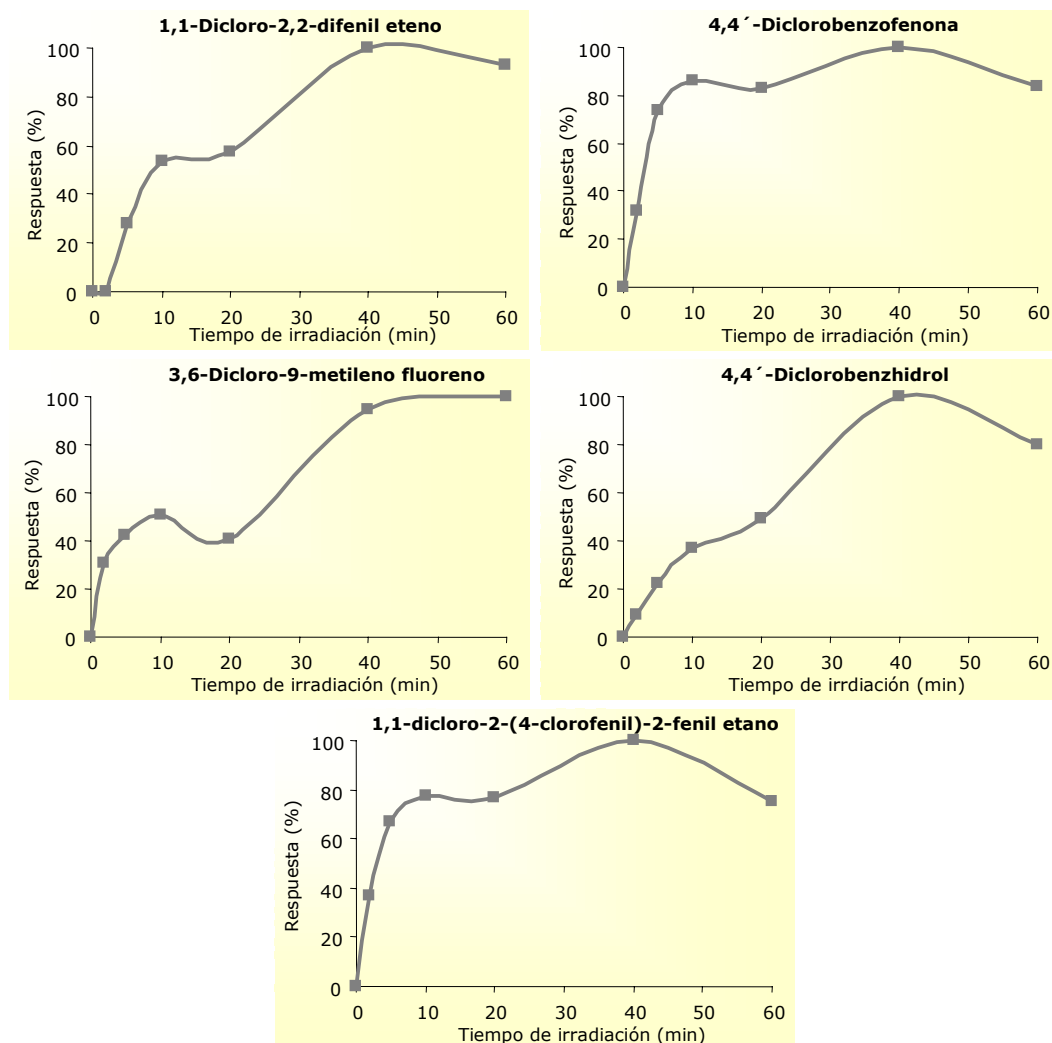 1,1-Dicloro-2,2-difenil eteno
100
80
60
40
20
0
Respuesta (%)
0 10 20 30 40 50 60
Tiempo de irradiación (min)
4,4´-Diclorobenzofenona
100
80
60
40
20
0
Respuesta (%)
0 10 20 30 40 50 60
Tiempo de irradiación (min)
3,6-Dicloro-9-metileno fluoreno
100
80
60
40
20
0
Respuesta (%)
0 10 20 30 40 50 60
Tiempo de irradiación (min)
4,4´-Diclorobenzhidrol
100
80
60
40
20
0
Respuesta (%)
0 10 20 30 40 50 60
Tiempo de irrdiación (min)
1,1-dicloro-2-(4-clorofenil)-2-fenil etano
100
80
60
40
20
0
Respuesta (%)
0 10 20 30 40 50 60
Tiempo de irradiación (min)